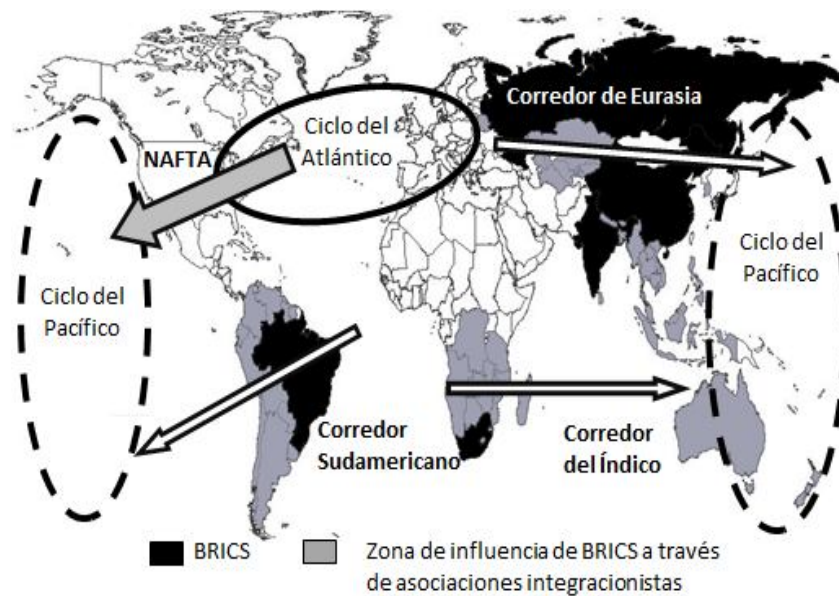 Corredor de Eurasia
Ciclo del
Atlántico
NAFTA
Ciclo del
Pacífico
Ciclo del
Pacífico
Corredor
Sudamericano
Corredor
del Índico
BRICS
Zona de influencia de BRICS a través
de asociaciones integracionistas